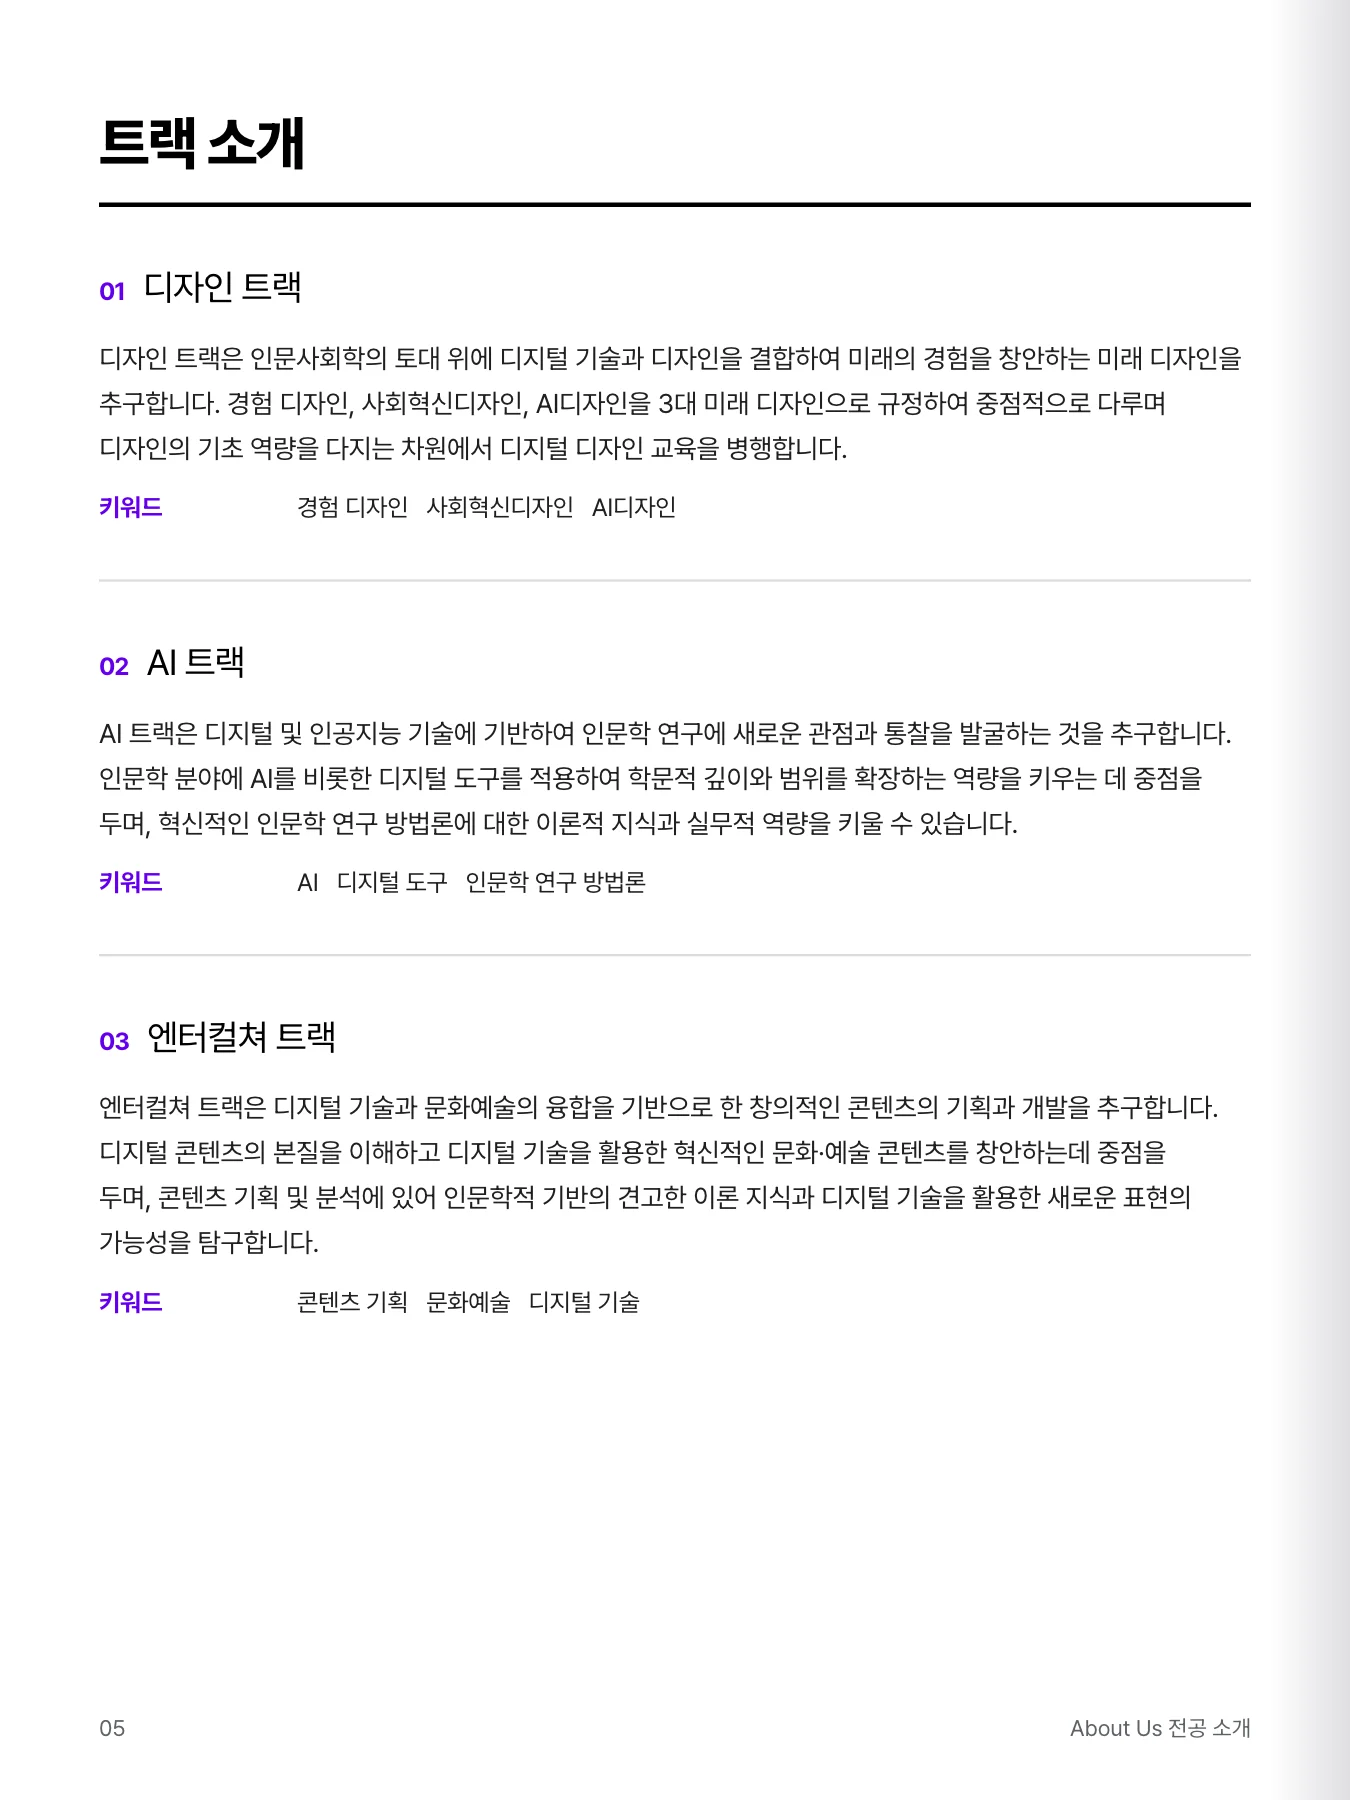 트랙 소개
01 디자인 트랙
디자인 트랙은 인문사회학의 토대 위에 디지털 기술과 디자인을 결합하여 미래의 경험을 창안하는 미래 디자인을
추구합니다. 경험 디자인, 사회혁신디자인, AI디자인을 3대 미래 디자인으로 규정하여 중점적으로 다루며
디자인의 기초 역량을 다지는 차원에서 디지털 디자인 교육을 병행합니다.
키워드 경험 디자인 사회혁신디자인 AI디자인
02 AI 트랙
AI 트랙은 디지털 및 인공지능 기술에 기반하여 인문학 연구에 새로운 관점과 통찰을 발굴하는 것을 추구합니다.
인문학 분야에 AI를 비롯한 디지털 도구를 적용하여 학문적 깊이와 범위를 확장하는 역량을 키우는 데 중점을
두며, 혁신적인 인문학 연구 방법론에 대한 이론적 지식과 실무적 역량을 키울 수 있습니다.
키워드 AI 디지털 도구 인문학 연구 방법론
03 엔터컬쳐 트랙
엔터컬쳐 트랙은 디지털 기술과 문화예술의 융합을 기반으로 한 창의적인 콘텐츠의 기획과 개발을 추구합니다.
디지털 콘텐츠의 본질을 이해하고 디지털 기술을 활용한 혁신적인 문화·예술 콘텐츠를 창안하는데 중점을
두며, 콘텐츠 기획 및 분석에 있어 인문학적 기반의 견고한 이론 지식과 디지털 기술을 활용한 새로운 표현의
가능성을 탐구합니다.
키워드 콘텐츠 기획 문화예술 디지털 기술
05 About Us 전공 소개